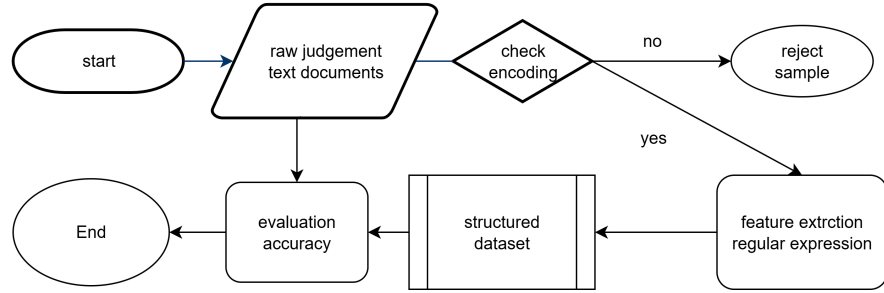 start
raw judgement
text documents
check
encoding
no
reject
sample
yes
End
evaluation
accuracy
structured
dataset
feature extrction
regular expression